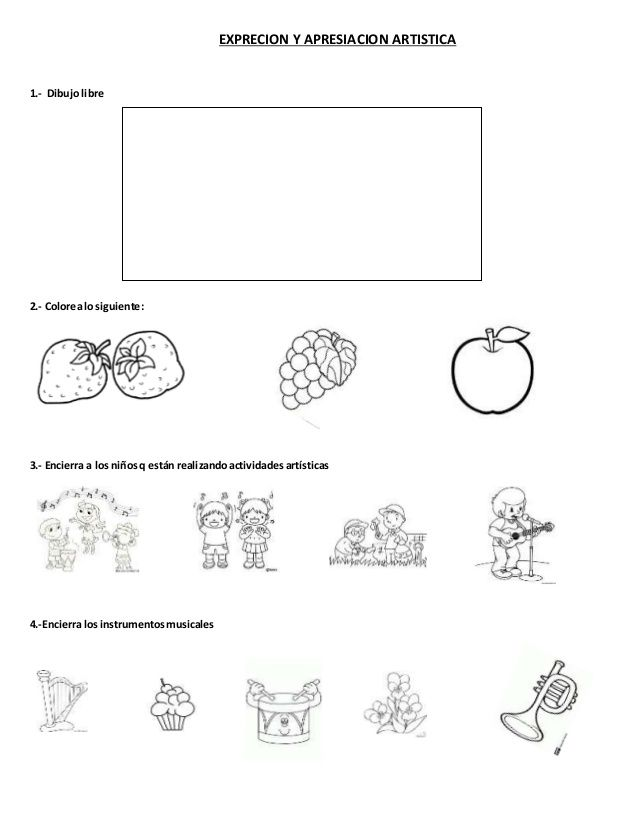 EXPRECION Y APRESIACION ARTISTICA
1.- Dibujo libre
2.- Colorea lo siguiente:
3.- Encierra a los niños q están realizando actividades artísticas
4.-Encierra los instrumentos musicales